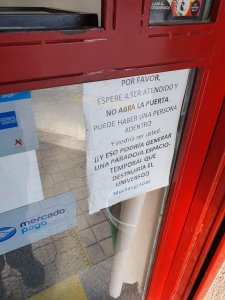 POR FAVOR,
ESPERE A SER ATENDIDO Y
NO ABRA LA PUERTA.
PUEDE HABER UNA PERSONA
ADENTRO
Y podría ser usted
(¡Y ESO PODRÍA GENERAR
UNA PARADOJA ESPACIO-
TEMPORAL QUE
DESTRUIRÍA EL
UNIVERSO!)
Muchas
mercado
pago